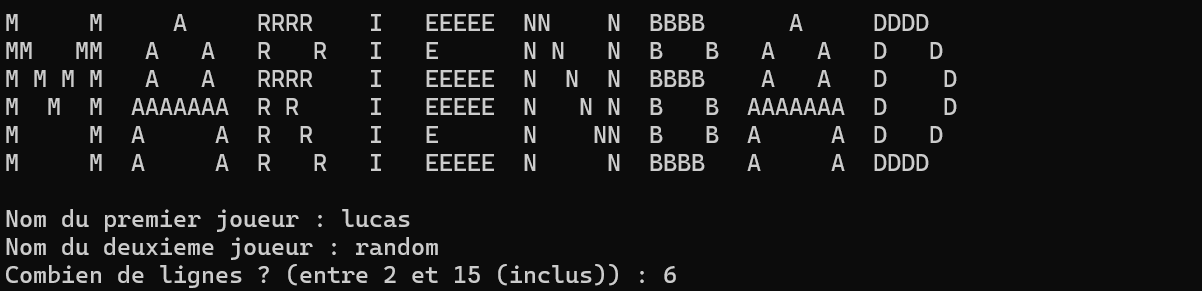 M     M     A     RRRR    I   EEEEE  NN    N  BBBB      A     DDDD
MM   MM   A   A   R   R   I   E      N N   N  B   B   A   A   D   D
M M M M   A   A   RRRR    I   EEEEE  N  N  N  BBBB    A   A   D    D
M  M  M  AAAAAAA  R R     I   EEEEE  N   N N  B   B  AAAAAAA  D    D
M     M  A     A  R  R    I   E      N    NN  B   B  A     A  D   D
M     M  A     A  R   R   I   EEEEE  N     N  BBBB   A     A  DDDD
Nom du premier joueur : lucas
Nom du deuxieme joueur : random
Combien de lignes ? (entre 2 et 15 (inclus)) : 6